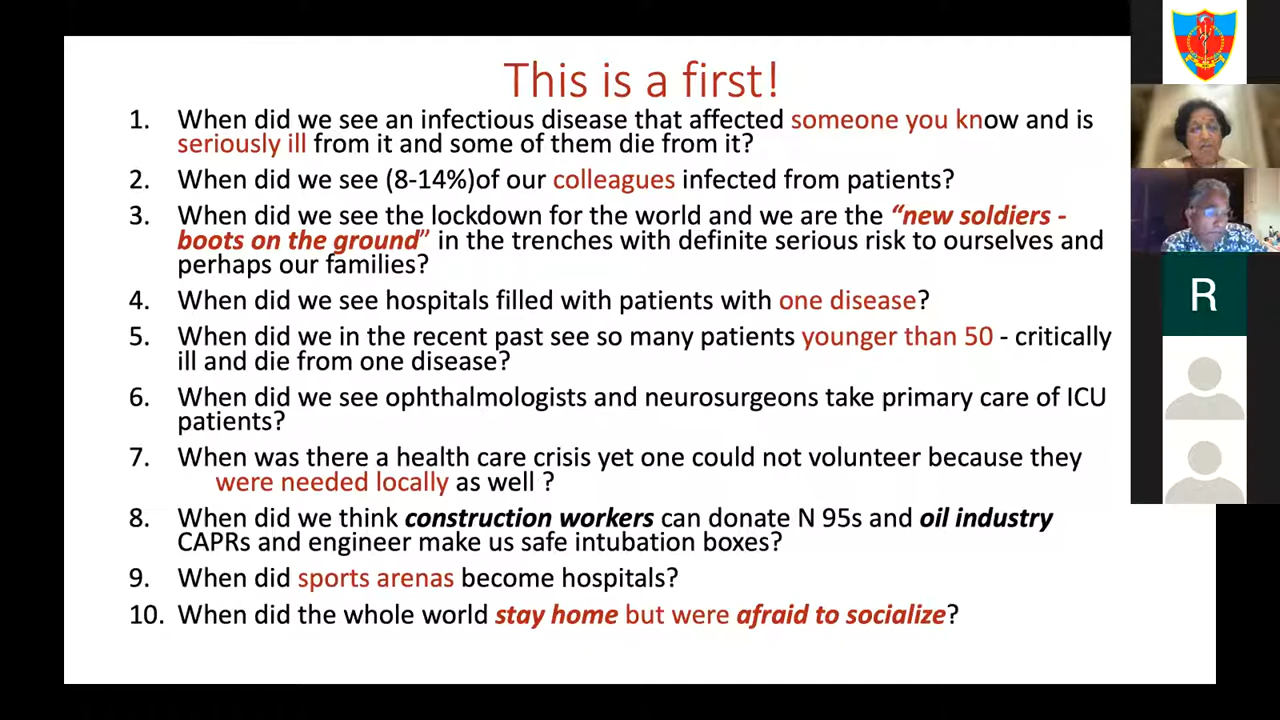 This is a first!
1. When did we see an infectious disease that affected someone you know and is
seriously ill from it and some of them die from it?
2. When did we see (8-14%)of our colleagues infected from patients?
3. When did we see the lockdown for the world and we are the “new soldiers -
boots on the ground” in the trenches with definite serious risk to ourselves and
perhaps our families?
4. When did we see hospitals filled with patients with one disease?
5. When did we in the recent past see so many patients younger than 50 - critically
ill and die from one disease?
6. When did we see ophthalmologists and neurosurgeons take primary care of ICU
patients?
7. When was there a health care crisis yet one could not volunteer because they
were needed locally as well ?
8. When did we think construction workers can donate N 95s and oil industry
CAPRs and engineer make us safe intubation boxes?
9. When did sports arenas become hospitals?
10. When did the whole world stay home but were afraid to socialize?
R